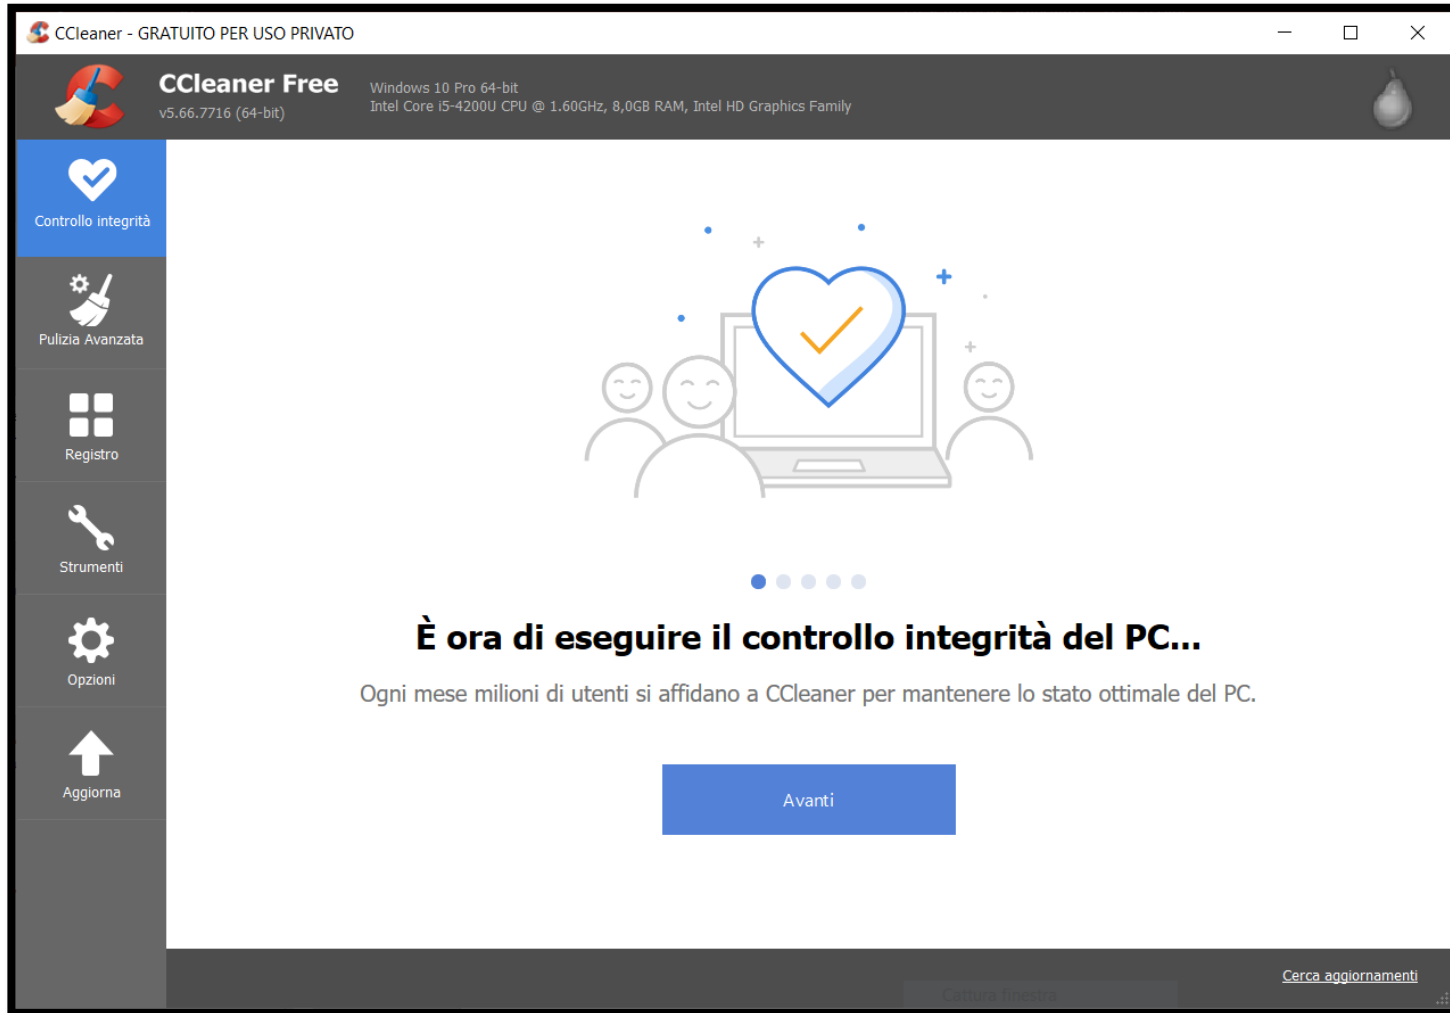 CCleaner - GRATUITO PER USO PRIVATO
CCleaner Free
v5.66.7716 (64-bit)
Windows 10 Pro 64-bit
Intel Core i5-4200U CPU @ 1.60GHz, 8,0GB RAM, Intel HD Graphics Family
Controllo integrità
Pulizia Avanzata
Registro
Strumenti
Opzioni
Aggiorna
È ora di eseguire il controllo integrità del PC...
Ogni mese milioni di utenti si affidano a CCleaner per mantenere lo stato ottimale del PC.
Avanti
Cerca aggiornamenti
Cattura finestra